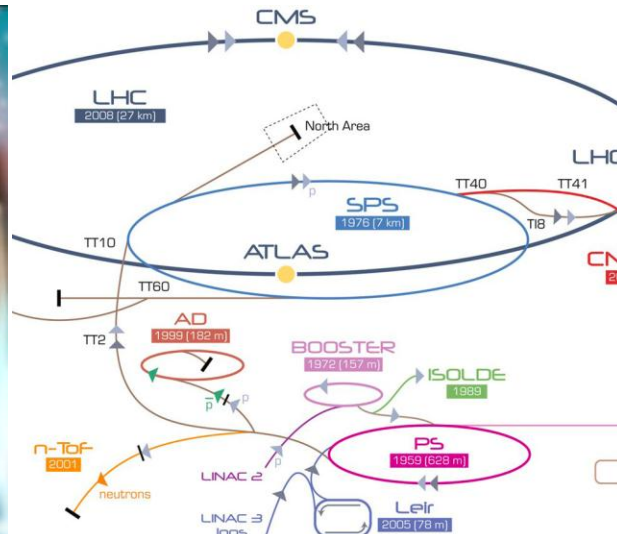 CMS
LHC
2008 (27 km)
North Area
LHC
TT40
TT41
SPS
1976 (7 km)
p
TI8
TT10
ATLAS
CN
TT60
AD
1999 (182 m)
TT2
BOOSTER
1972 (157 m)
ISOLDE
1989
p̅
p
n-ToF
2001
PS
1959 (628 m)
LINAC 2
p
neutrons
LINAC 3
Ions
Leir
2005 (78 m)